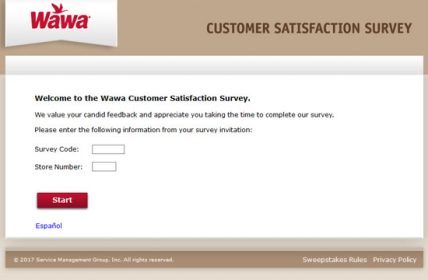 Wawa
CUSTOMER SATISFACTION SURVEY
Welcome to the Wawa Customer Satisfaction Survey.
We value your candid feedback and appreciate you taking the time to complete our survey.
Please enter the following information from your survey invitation:
Survey Code:
Store Number:
Start
Español
© 2017 Service Management Group, Inc. All rights reserved. Sweepstakes Rules Privacy Policy